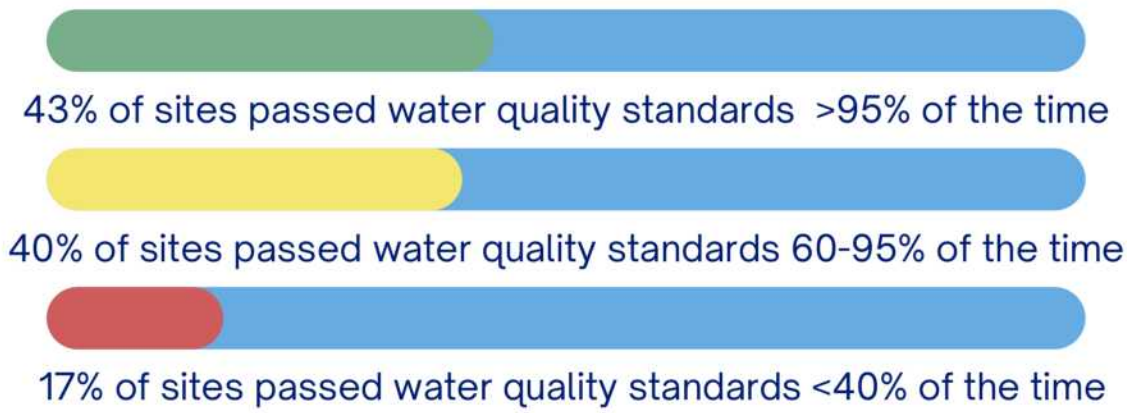 43% of sites passed water quality standards >95% of the time
40% of sites passed water quality standards 60-95% of the time
17% of sites passed water quality standards <40% of the time